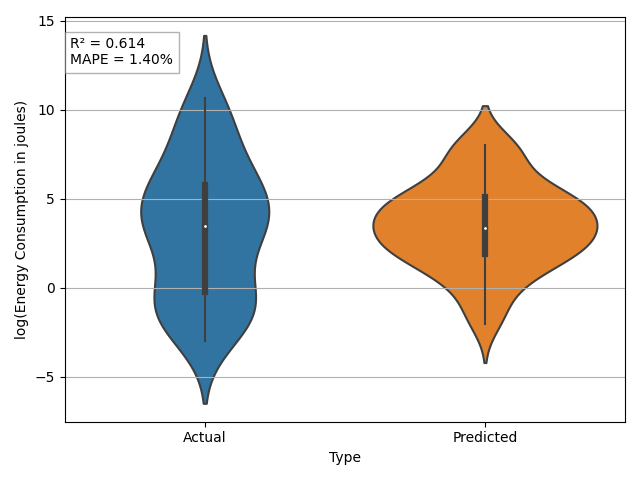 R² = 0.614
MAPE = 1.40%
15
10
5
0
−5
log(Energy Consumption in joules)
Actual
Predicted
Type